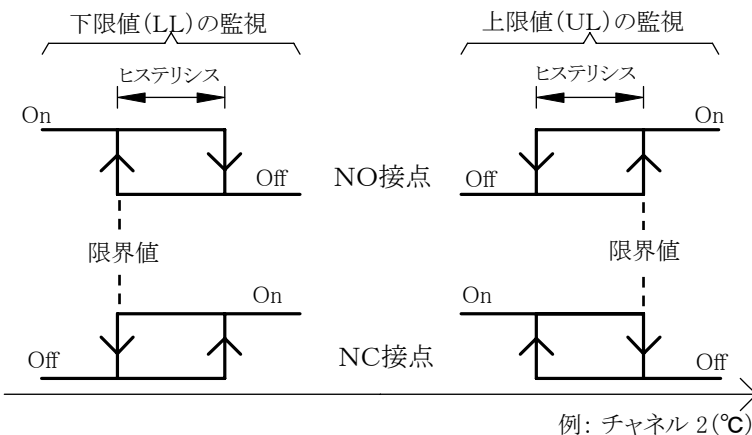 下限値(LL)の監視
上限値(UL)の監視
ヒステリシス
ヒステリシス
On
On
Off
NO接点
Off
限界値
限界値
On
On
Off
NC接点
Off
例: チャネル 2(℃)